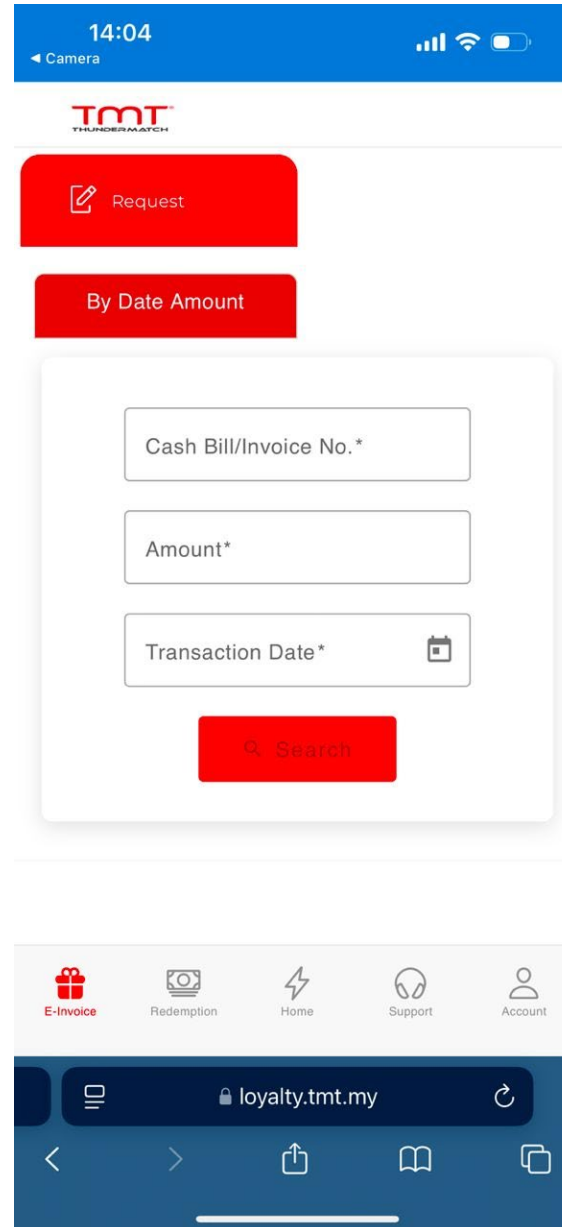 14:04
◀ Camera
TMT
THUNDERMATCH
Request
By Date Amount
Cash Bill/Invoice No.*
Amount*
Transaction Date*
Search
E-Invoice Redemption Home Support Account
loyalty.tmt.my